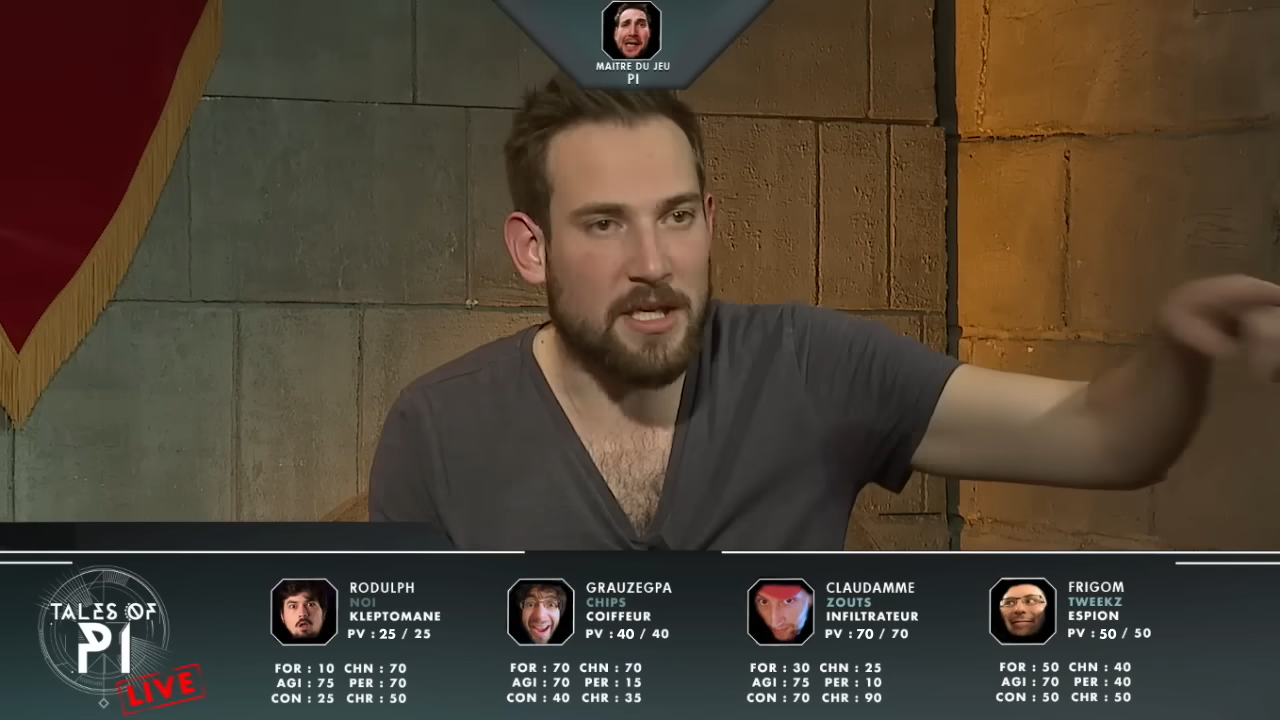 MAITRE DU JEU
PI
TALES OF
PI
LIVE
RODULPH
NOI
KLEPTOMANE
PV : 25 / 25
FOR : 10 CHN : 70
AGI : 75 PER : 70
CON : 25 CHR : 50
GRAUZEGPA
CHIPS
COIFFEUR
PV : 40 / 40
FOR : 70 CHN : 70
AGI : 70 PER : 15
CON : 40 CHR : 35
CLAUDAMME
ZOUTS
INFILTRATEUR
PV : 70 / 70
FOR : 30 CHN : 25
AGI : 75 PER : 10
CON : 70 CHR : 90
FRIGOM
TWEEKZ
ESPION
PV : 50 / 50
FOR : 50 CHN : 40
AGI : 70 PER : 40
CON : 50 CHR : 50